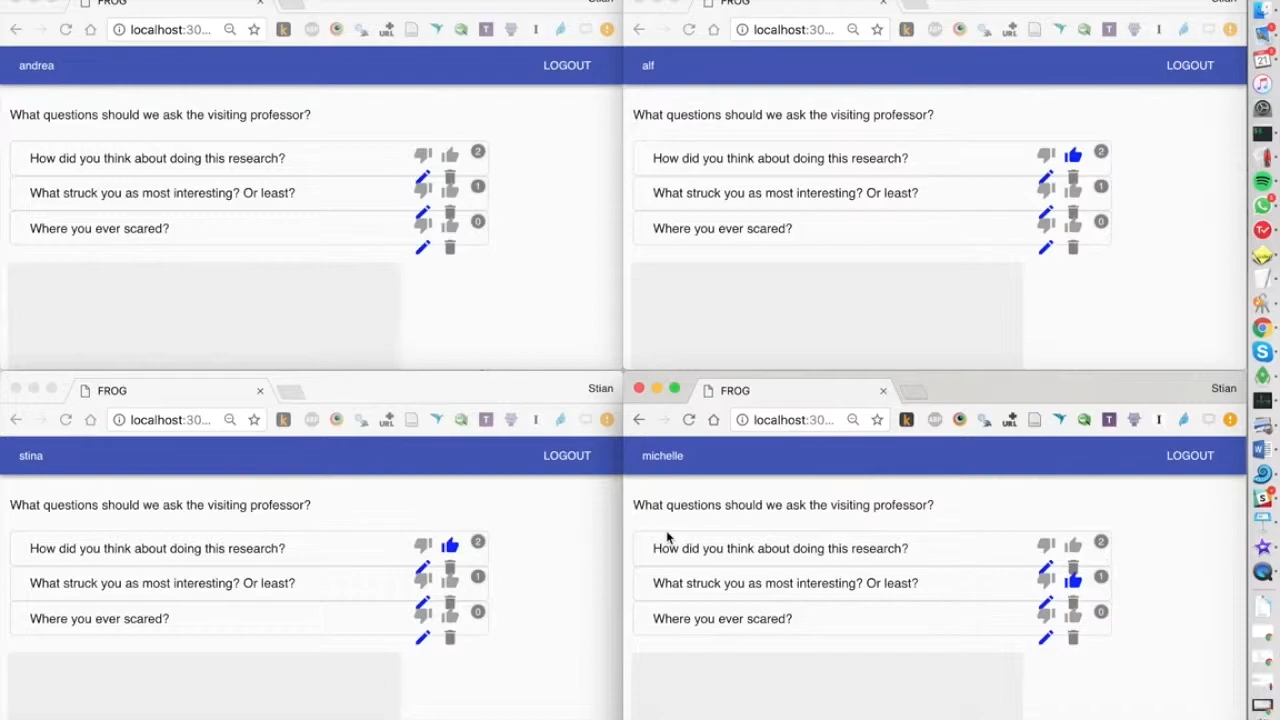 FROG
Stian
FROG
Stian
localhost:30...
URL
T
I
localhost:30...
URL
T
I
andrea
LOGOUT
alf
LOGOUT
What questions should we ask the visiting professor?
What questions should we ask the visiting professor?
How did you think about doing this research?
2
How did you think about doing this research?
2
What struck you as most interesting? Or least?
1
What struck you as most interesting? Or least?
1
Where you ever scared?
0
Where you ever scared?
0
FROG
Stian
FROG
Stian
localhost:30...
URL
T
I
localhost:30...
URL
T
I
stina
LOGOUT
michelle
LOGOUT
What questions should we ask the visiting professor?
What questions should we ask the visiting professor?
How did you think about doing this research?
2
How did you think about doing this research?
2
What struck you as most interesting? Or least?
1
What struck you as most interesting? Or least?
1
Where you ever scared?
0
Where you ever scared?
0
21
W
S